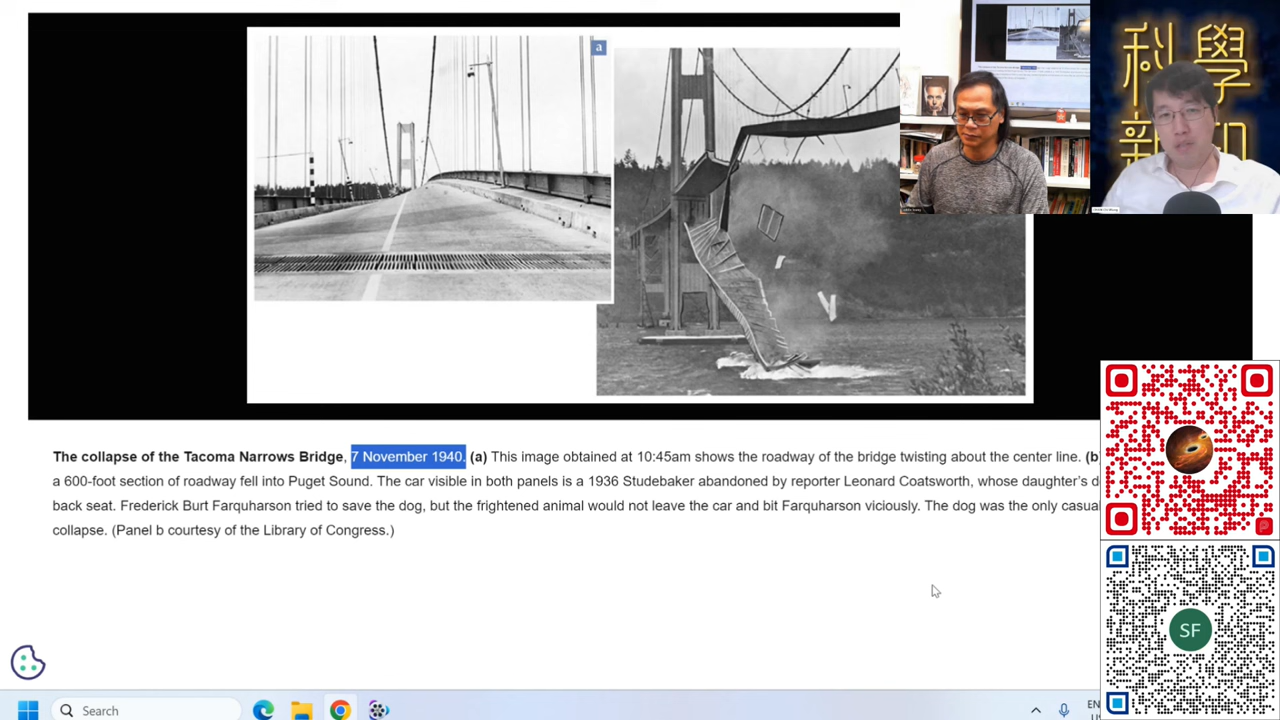 a
科學
新知
The collapse of the Tacoma Narrows Bridge, 7 November 1940. (a) This image obtained at 10:45am shows the roadway of the bridge twisting about the center line. (b)
a 600-foot section of roadway fell into Puget Sound. The car visible in both panels is a 1936 Studebaker abandoned by reporter Leonard Coatsworth, whose daughter's d
back seat. Frederick Burt Farquharson tried to save the dog, but the frightened animal would not leave the car and bit Farquharson viciously. The dog was the only casua
collapse. (Panel b courtesy of the Library of Congress.)
SF
Search
EN